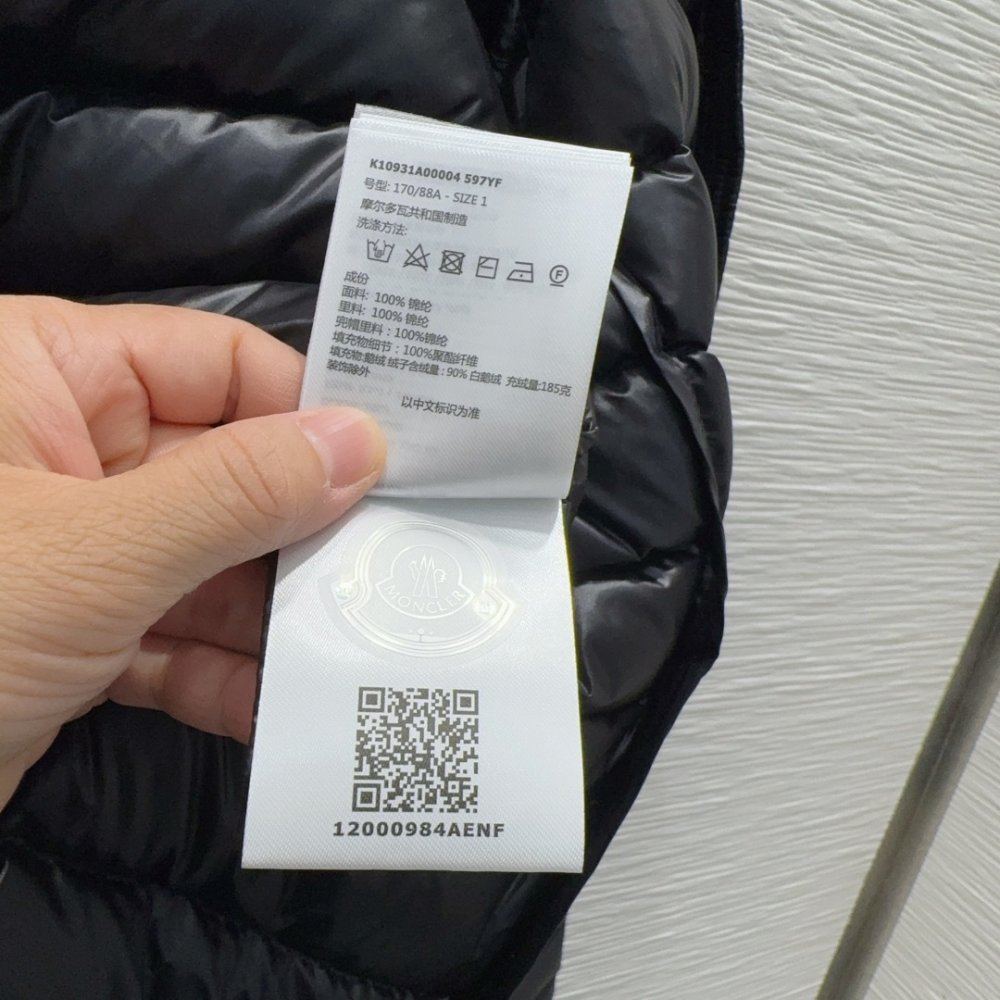 K10931A00004 597YF
号型: 170/88A - SIZE 1
摩尔多瓦共和国制造
洗涤方法:
F
成份
面料: 100% 锦纶
里料: 100% 锦纶
兜帽里料：100%锦纶
填充物细节：100%聚酯纤维
填充物:鹅绒 绒子含绒量：90% 白鹅绒 充绒量:185克
装饰除外
以中文标识为准
MONCLER
12000984AENF